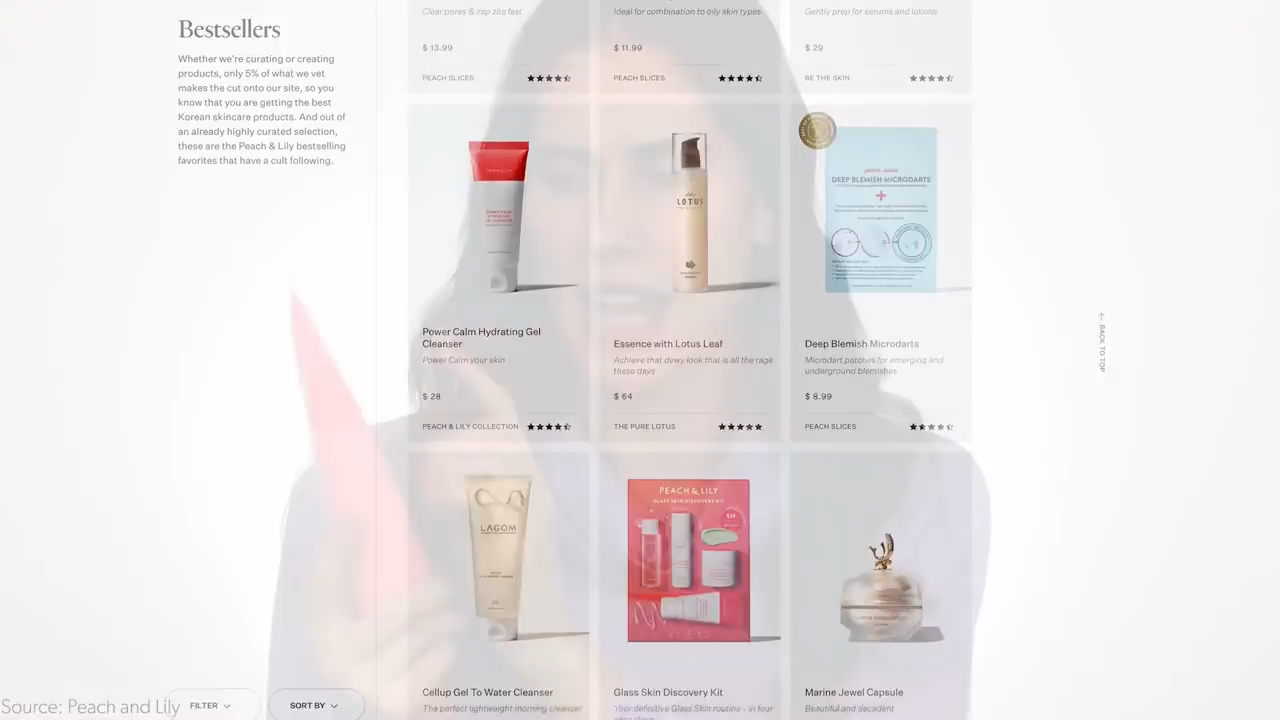 Bestsellers
Whether we're curating or creating
products, only 5% of what we vet
makes the cut onto our site, so you
know that you are getting the best
Korean skincare products. And out of
an already highly curated selection,
these are the Peach & Lily bestselling
favorites that have a cult following.
Clear pores & zap zits fast
$ 13.99
PEACH SLICES
Ideal for combination to oily skin types
$ 11.99
PEACH SLICES
Gently prep for serums and lotions
$ 29
BE THE SKIN
Power Calm Hydrating Gel
Cleanser
Power Calm your skin
$ 28
PEACH & LILY COLLECTION
LOTUS
Essence with Lotus Leaf
Achieve that dewy look that is all the rage
these days
$ 64
THE PURE LOTUS
DEEP BLEMISH MICRODARTS
Deep Blemish Microdarts
Microdart patches for emerging and
underground blemishes
$ 8.99
PEACH SLICES
← BACK TO TOP
LAGOM
Cellup Gel To Water Cleanser
The perfect lightweight morning cleanser
PEACH & LILY
GLASS SKIN DISCOVERY KIT
$39
Glass Skin Discovery Kit
Your definitive Glass Skin routine – in four
Marine Jewel Capsule
Beautiful and decadent
Source: Peach and Lily
FILTER
SORT BY